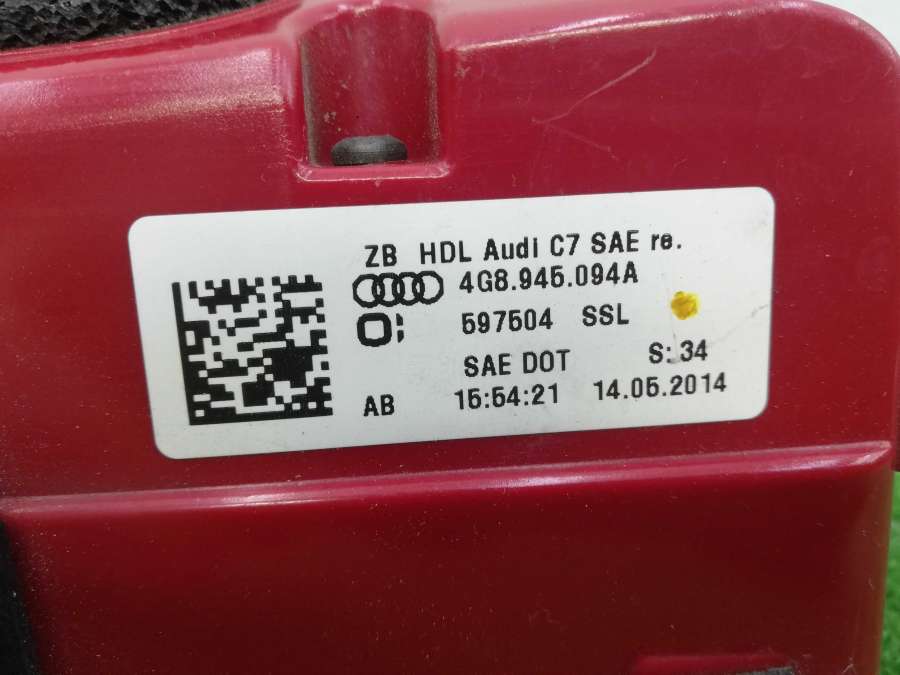 ZB HDL Audi C7 SAE re.
4G8.945.094A
597504 SSL
SAE DOT S: 34
AB 15:54:21 14.05.2014